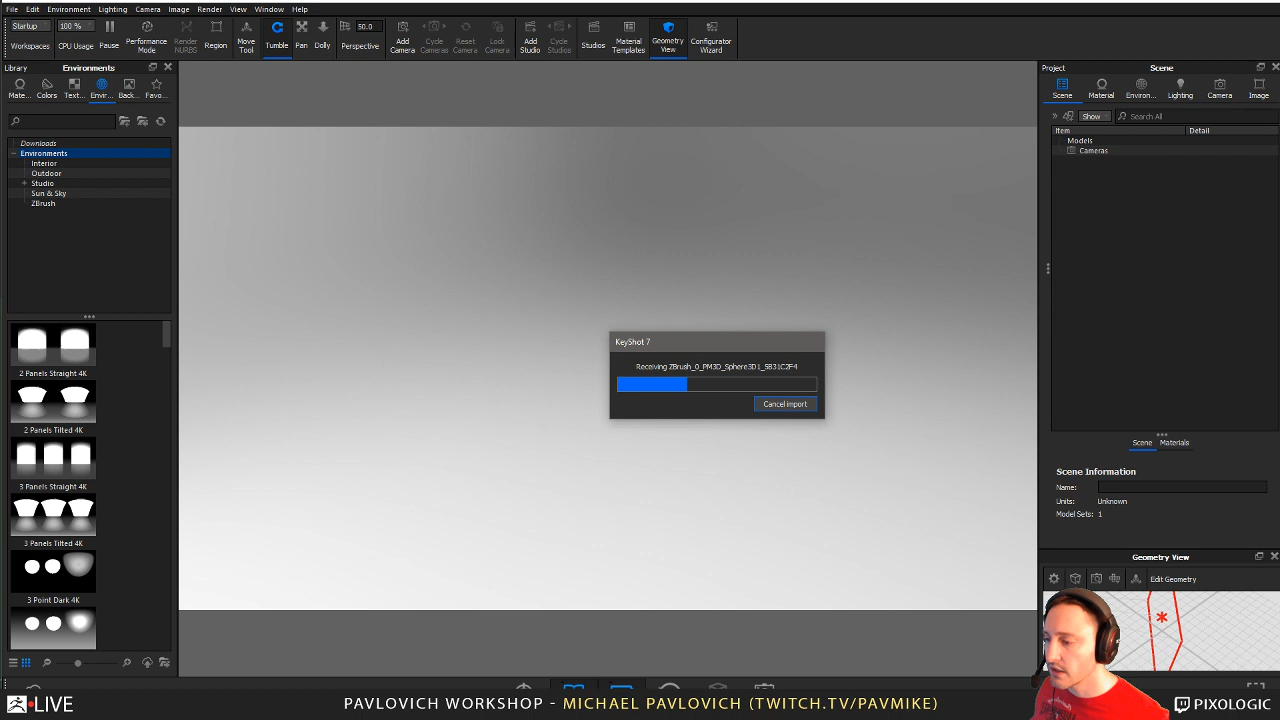 File Edit Environment Lighting Camera Image Render View Window Help
Startup 100 % 50.0
Workspaces CPU Usage Pause Performance Mode Render NURBS Region Move Tool Tumble Pan Dolly Perspective Add Camera Cycle Cameras Reset Camera Lock Camera Add Studio Cycle Studios Studios Material Templates Geometry View Configurator Wizard
Library Environments
Mate... Colors Text... Envir... Back... Favo...
Downloads
Environments
Interior
Outdoor
Studio
Sun & Sky
ZBrush
2 Panels Straight 4K
2 Panels Tilted 4K
3 Panels Straight 4K
3 Panels Tilted 4K
3 Point Dark 4K
KeyShot 7
Receiving ZBrush_0_PM3D_Sphere3D1_5B31C2F4
Cancel import
Project Scene
Scene Material Environ... Lighting Camera Image
Show Search All
Item Detail
Models
Cameras
Scene Materials
Scene Information
Name:
Units: Unknown
Model Sets: 1
Geometry View
Edit Geometry
LIVE
PAVLOVICH WORKSHOP - MICHAEL PAVLOVICH (TWITCH.TV/PAVMIKE)
PIXOLOGIC